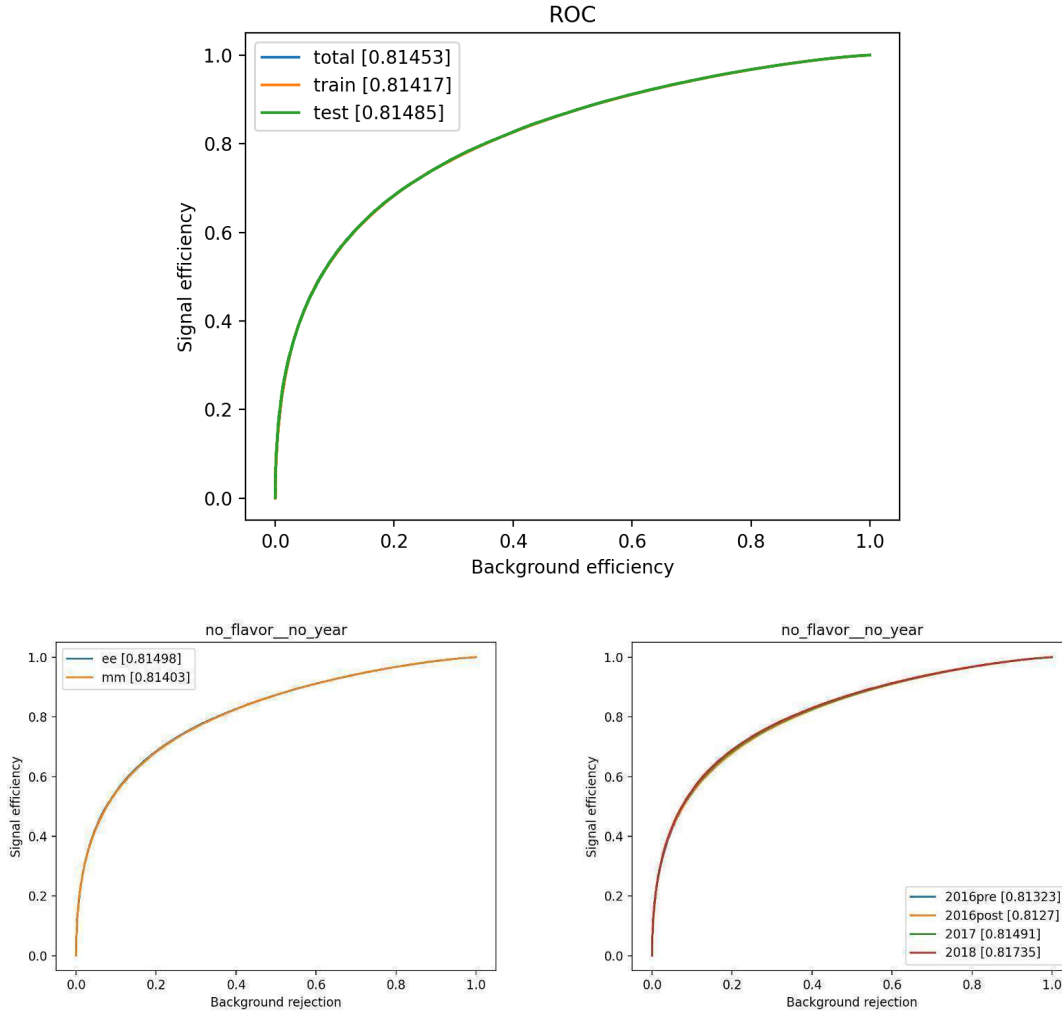 ROC
total [0.81453]
train [0.81417]
test [0.81485]
1.0
0.8
0.6
0.4
0.2
0.0
Signal efficiency
0.0 0.2 0.4 0.6 0.8 1.0
Background efficiency
no_flavor__no_year
ee [0.81498]
mm [0.81403]
1.0
0.8
0.6
0.4
0.2
0.0
Signal efficiency
0.0 0.2 0.4 0.6 0.8 1.0
Background rejection
no_flavor__no_year
1.0
0.8
0.6
0.4
0.2
0.0
Signal efficiency
2016pre [0.81323]
2016post [0.8127]
2017 [0.81491]
2018 [0.81735]
0.0 0.2 0.4 0.6 0.8 1.0
Background rejection